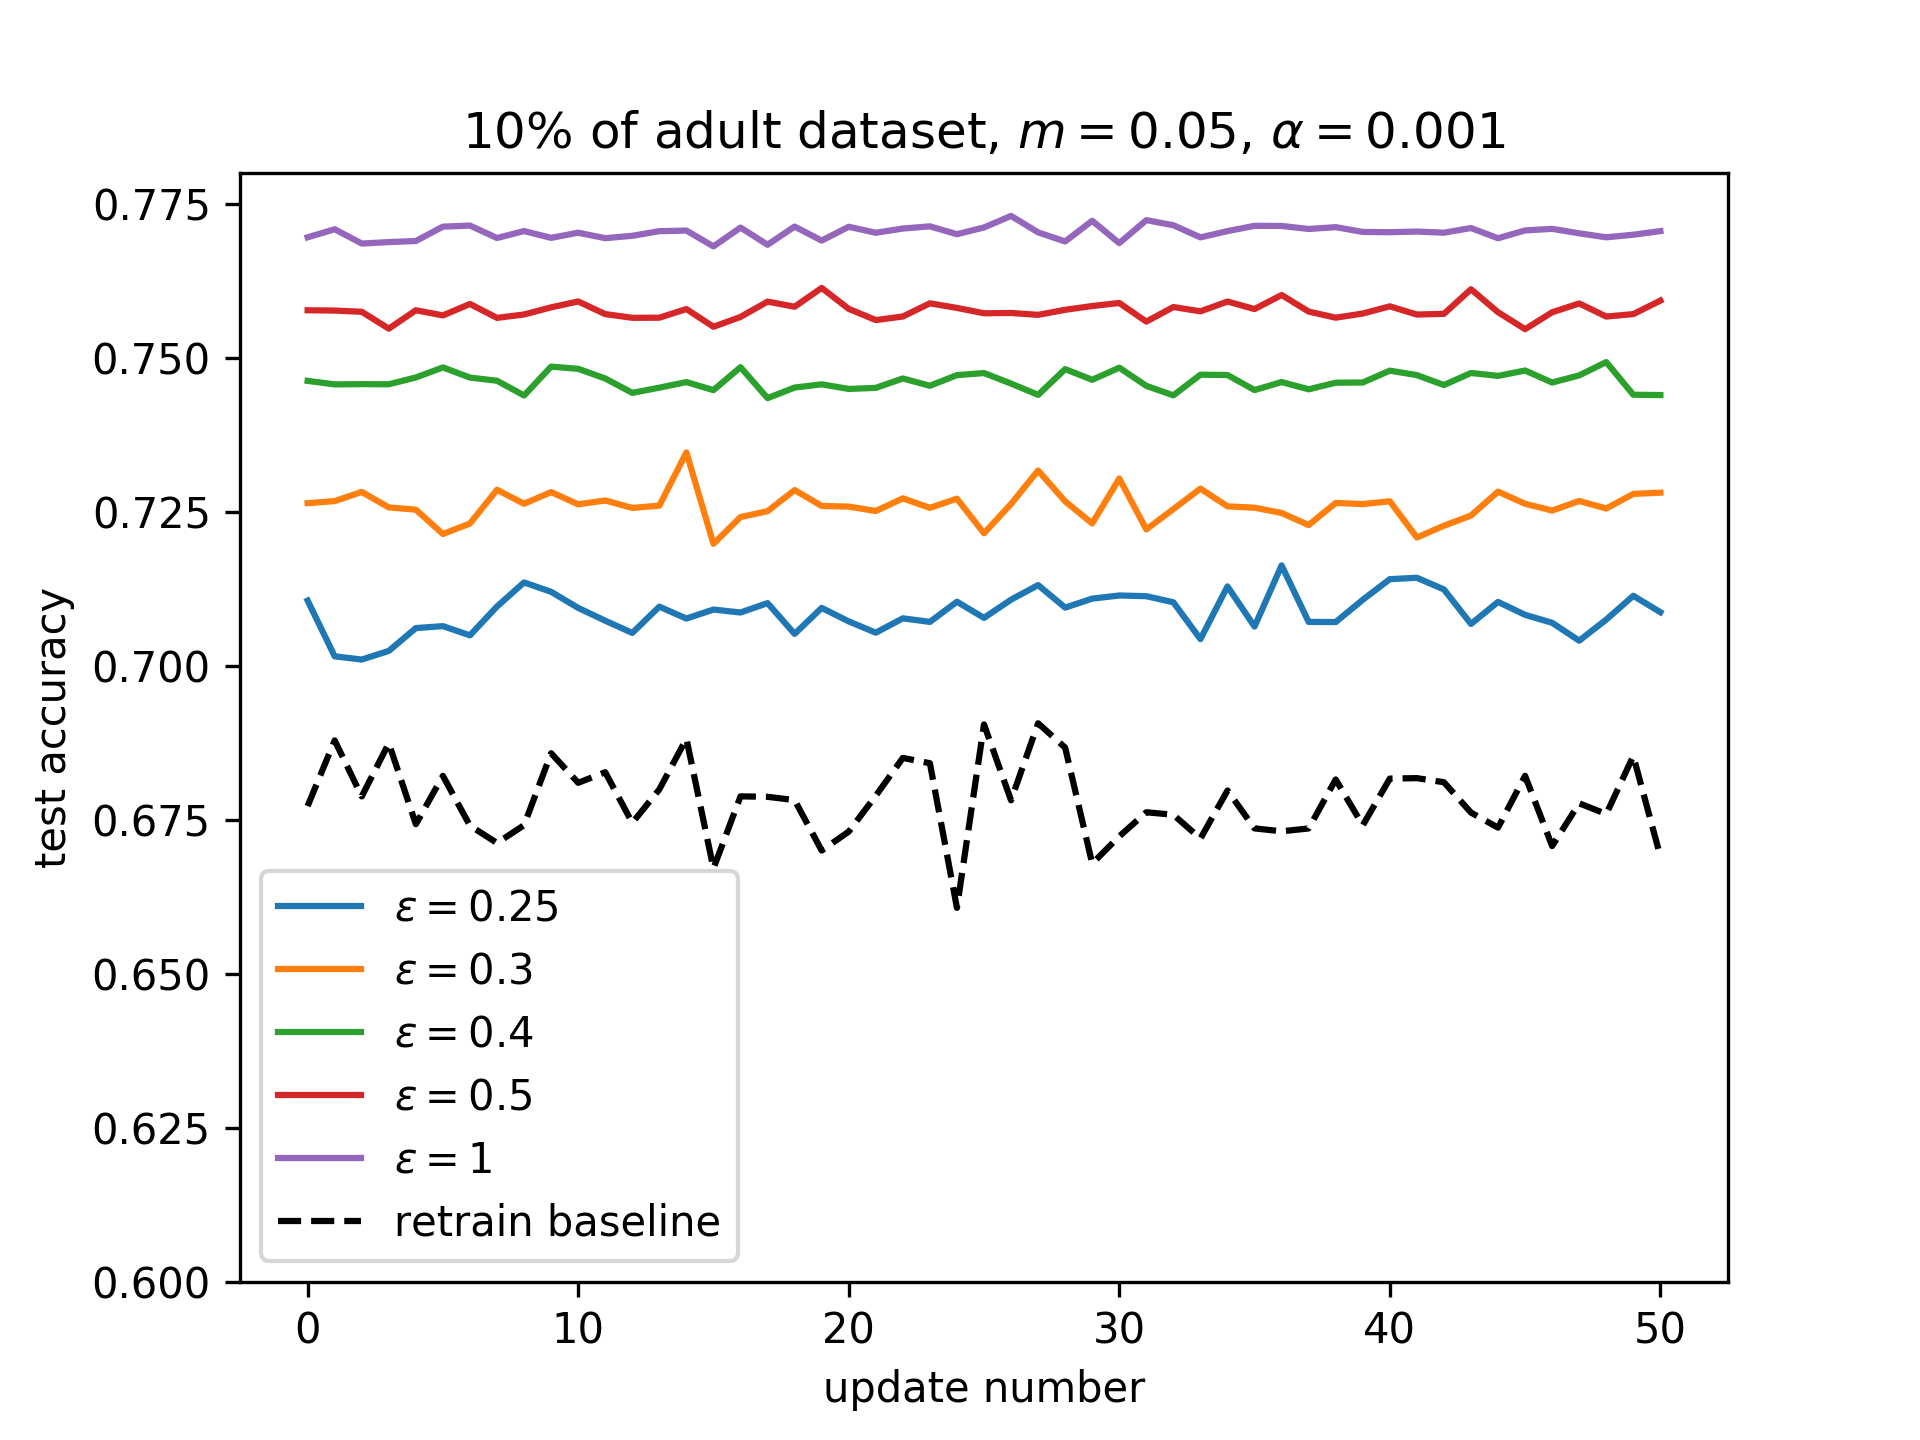 10% of adult dataset, m = 0.05, α = 0.001
0.775
0.750
0.725
0.700
0.675
0.650
0.625
0.600
test accuracy
ε = 0.25
ε = 0.3
ε = 0.4
ε = 0.5
ε = 1
retrain baseline
0 10 20 30 40 50
update number